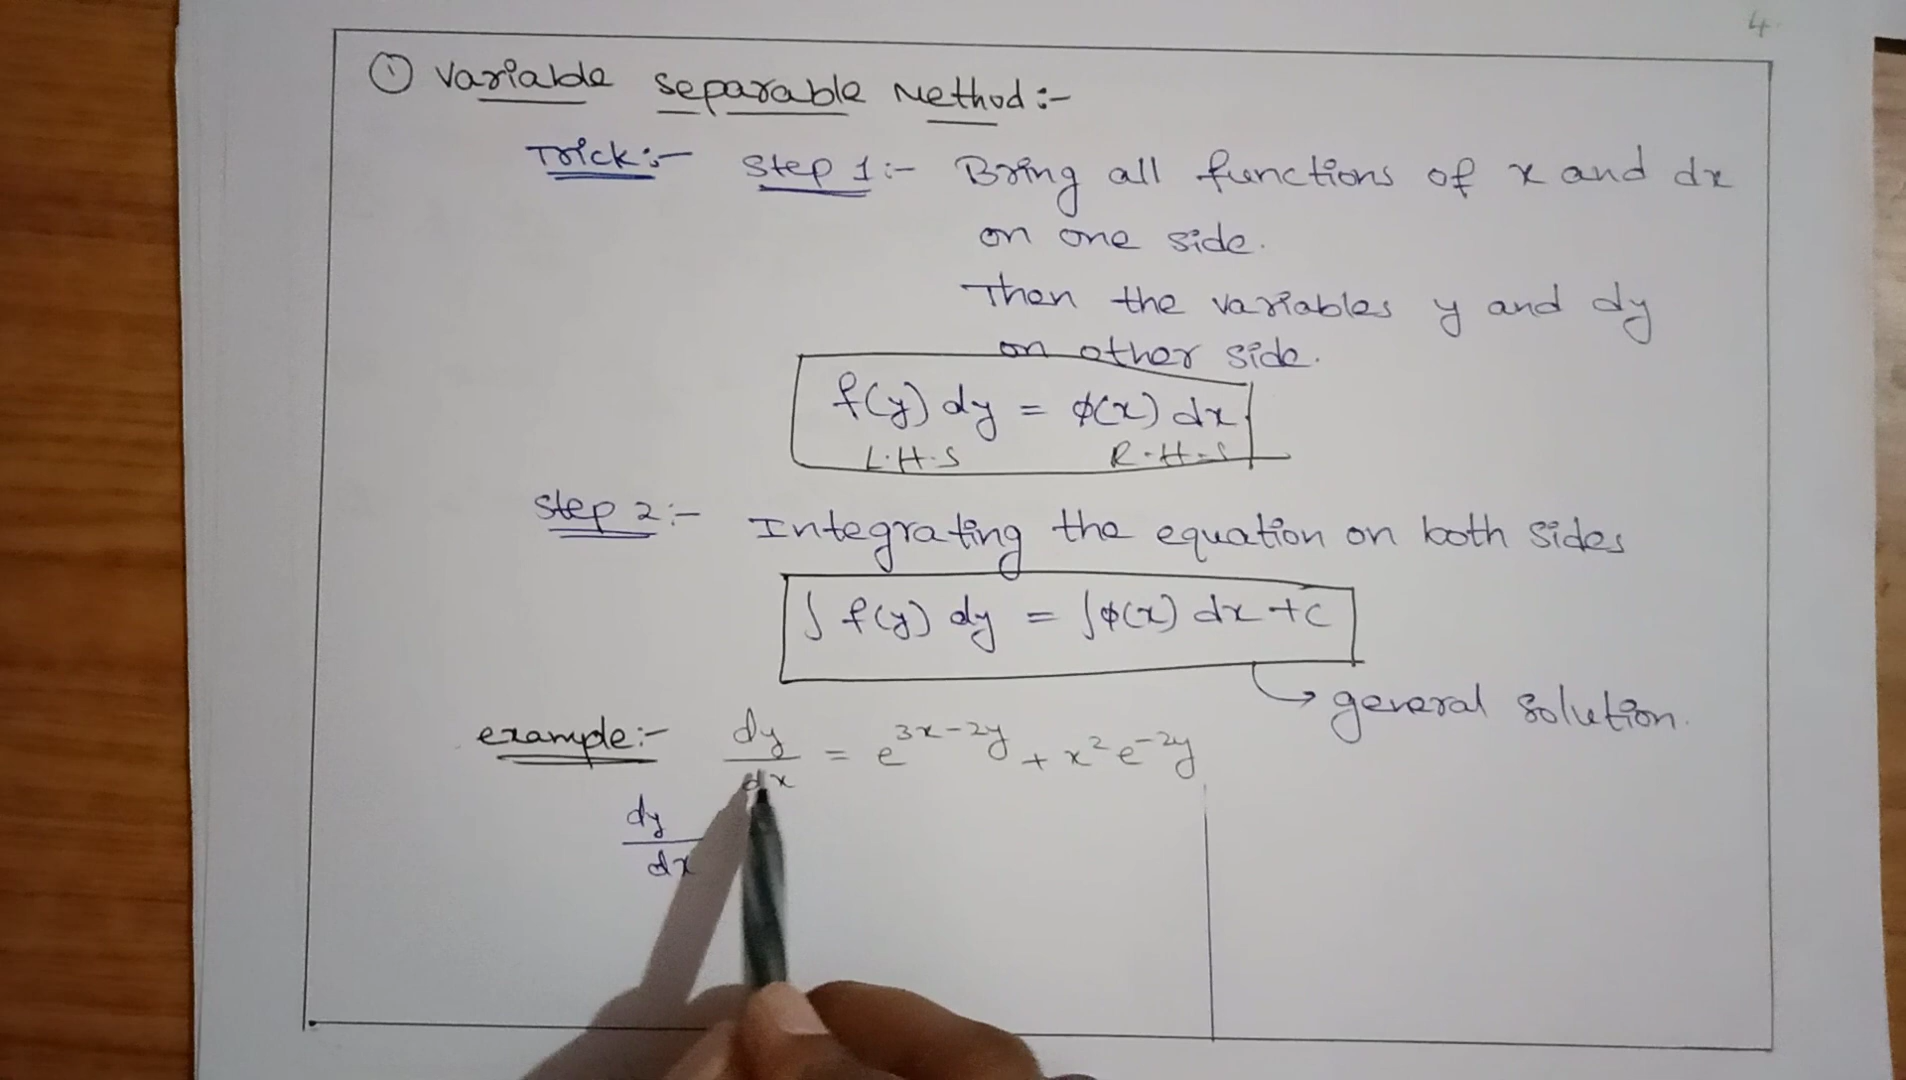 4
① Variable separable Method:-
Trick:- Step 1:- Bring all functions of x and dx
on one side.
Then the variables y and dy
on other side.
f(y) dy = ϕ(x) dx
L.H.S R.H.S
Step 2:- Integrating the equation on both sides
∫ f(y) dy = ∫ϕ(x) dx + c
→ general solution.
example:- dy/dx = e^{3x-2y} + x² e^{-2y}
dy/dx